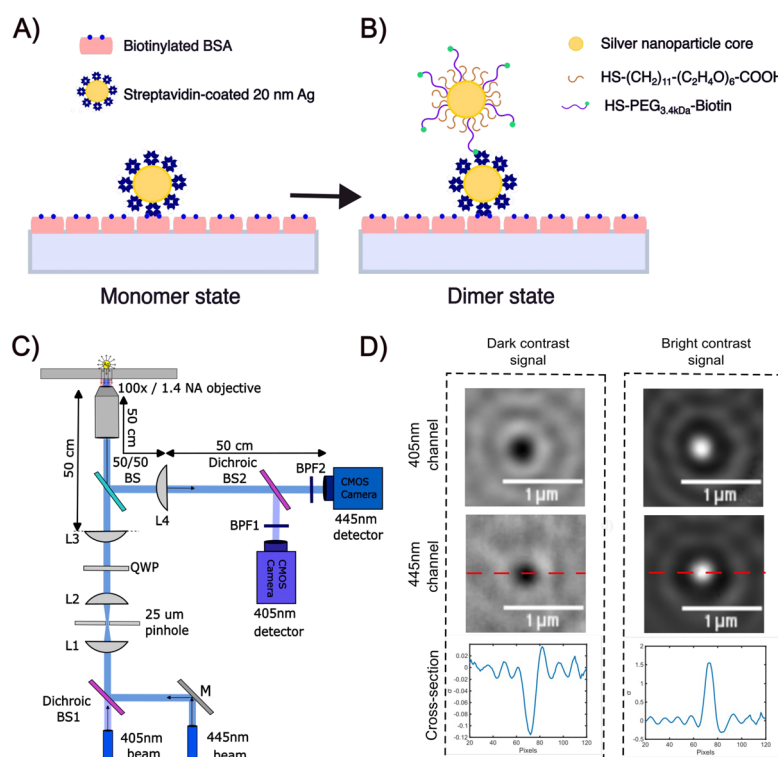 A)
Biotinylated BSA
Streptavidin-coated 20 nm Ag
Monomer state
B)
Silver nanoparticle core
HS-(CH2)11-(C2H4O)6-COOH
HS-PEG3.4kDa-Biotin
Dimer state
C)
100x / 1.4 NA objective
50 cm
50 cm
50 cm
50/50
BS
Dichroic
BS2
BPF2
CMOS
Camera
445nm
detector
L4
BPF1
CMOS
Camera
405nm
detector
L3
QWP
L2
25 um
pinhole
L1
M
Dichroic
BS1
405nm
beam
445nm
beam
D)
Dark contrast
signal
Bright contrast
signal
405nm
channel
1 µm
1 µm
445nm
channel
1 µm
1 µm
Cross-section
0.02
0
-0.02
-0.04
-0.06
-0.08
-0.1
-0.12
20 40 60 80 100 120
Pixels
2
1.5
1
0.5
0
-0.5
20 40 60 80 100 120
Pixels